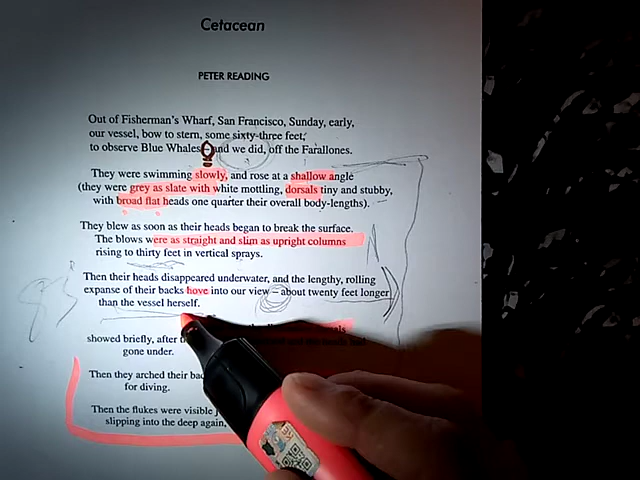 Cetacean
PETER READING
Out of Fisherman's Wharf, San Francisco, Sunday, early,
our vessel, bow to stern, some sixty-three feet,
to observe Blue Whales and we did, off the Farallones.
They were swimming slowly, and rose at a shallow angle
(they were grey as slate with white mottling, dorsals tiny and stubby,
with broad flat heads one quarter their overall body-lengths).
They blew as soon as their heads began to break the surface.
The blows were as straight and slim as upright columns
rising to thirty feet in vertical sprays.
Then their heads disappeared underwater, and the lengthy, rolling
expanse of their backs hove into our view – about twenty feet longer
than the vessel herself.
showed briefly, after
gone under.
Then they arched their
for diving.
Then the flukes were visible
slipping into the deep again,